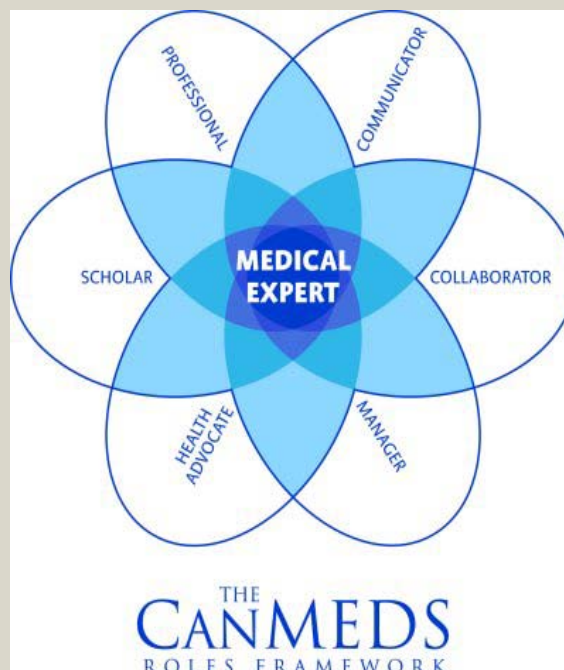 PROFESSIONAL
COMMUNICATOR
SCHOLAR
MEDICAL
EXPERT
COLLABORATOR
HEALTH
ADVOCATE
MANAGER
THE
CANMEDS
ROLES FRAMEWORK